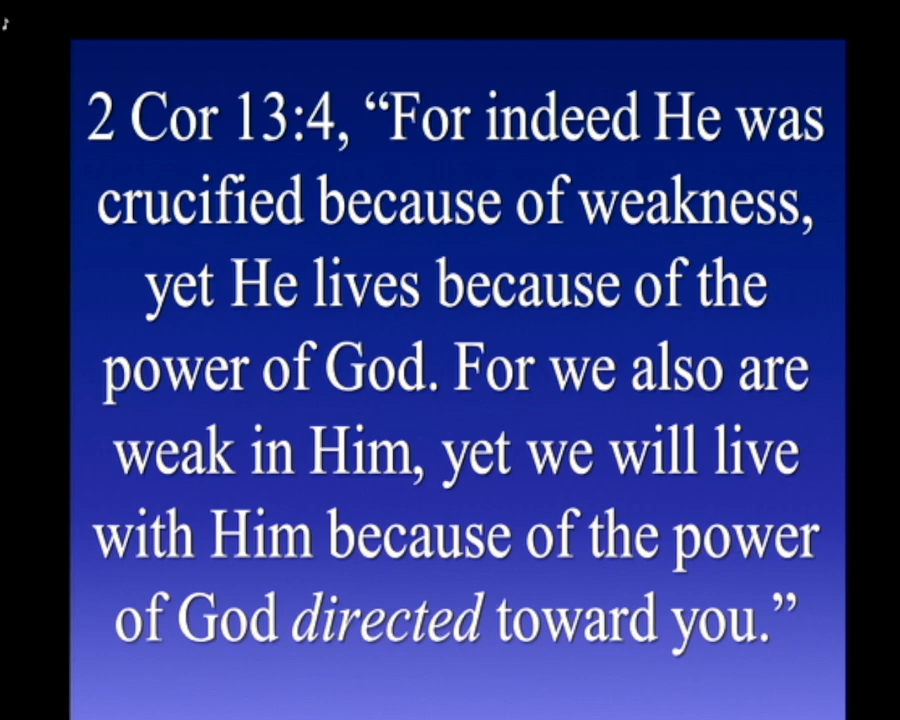 2 Cor 13:4, “For indeed He was
crucified because of weakness,
yet He lives because of the
power of God. For we also are
weak in Him, yet we will live
with Him because of the power
of God directed toward you.”